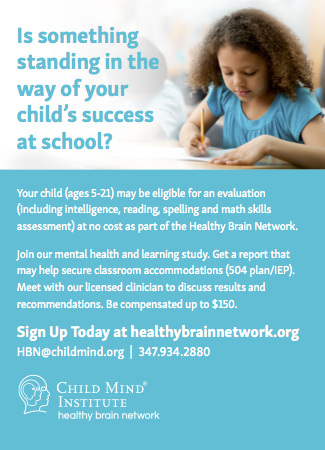 Is something
standing in the
way of your
child's success
at school?
Your child (ages 5-21) may be eligible for an evaluation
(including intelligence, reading, spelling and math skills
assessment) at no cost as part of the Healthy Brain Network.
Join our mental health and learning study. Get a report that
may help secure classroom accommodations (504 plan/IEP).
Meet with our licensed clinician to discuss results and
recommendations. Be compensated up to $150.
Sign Up Today at healthybrainnetwork.org
HBN@childmind.org | 347.934.2880
CHILD MIND®
INSTITUTE
healthy brain network